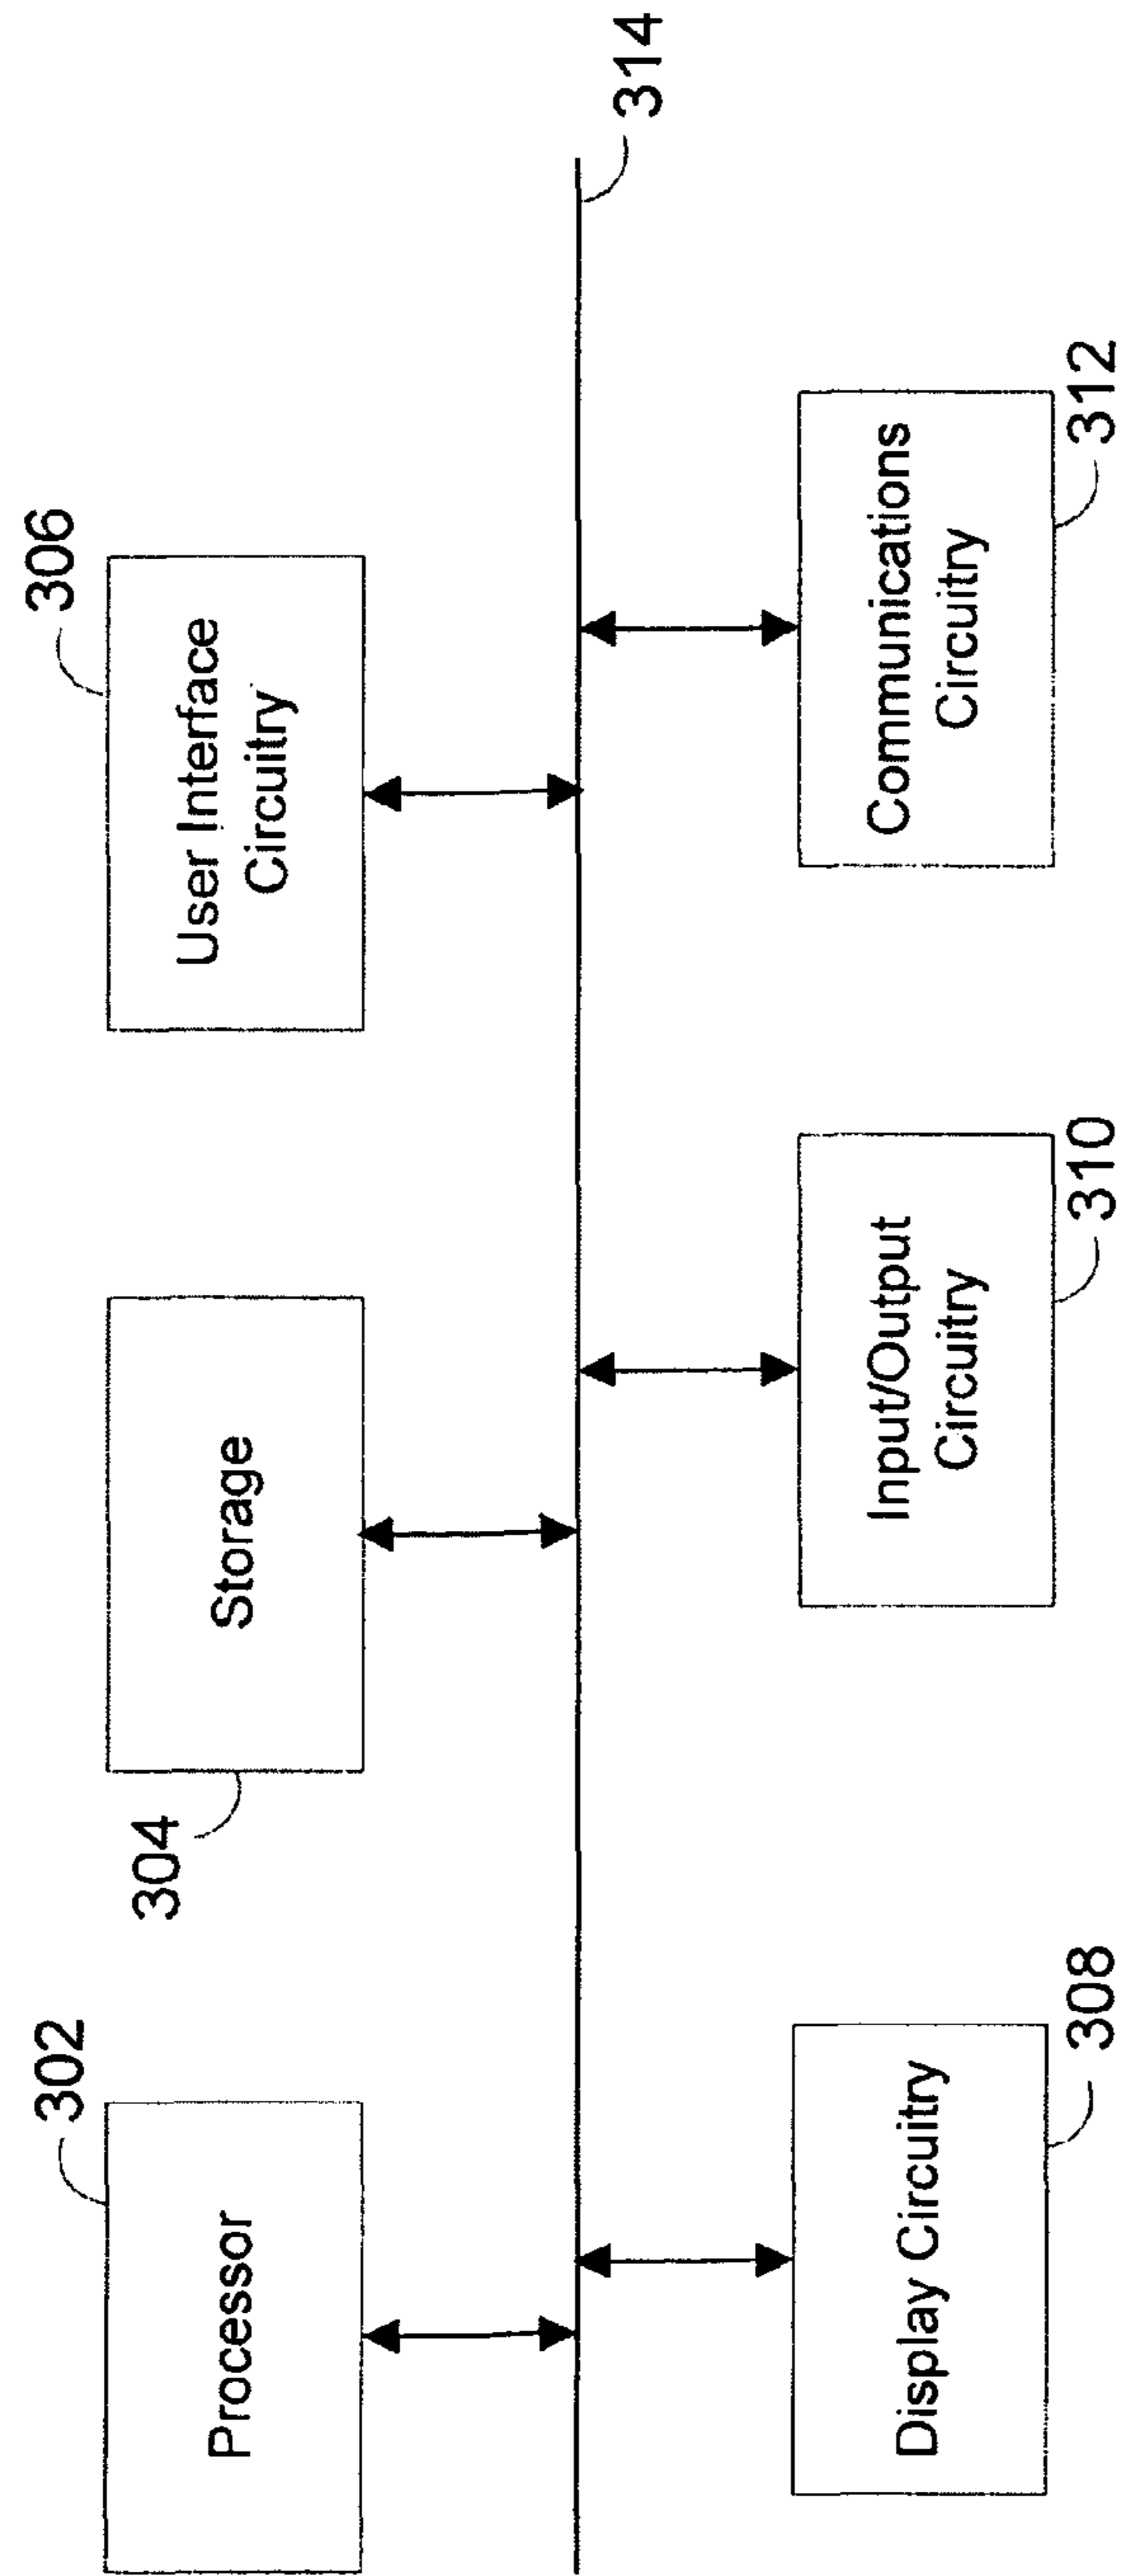 302
Processor
304
Storage
306
User Interface
Circuitry
314
308
Display Circuitry
310
Input/Output
Circuitry
312
Communications
Circuitry